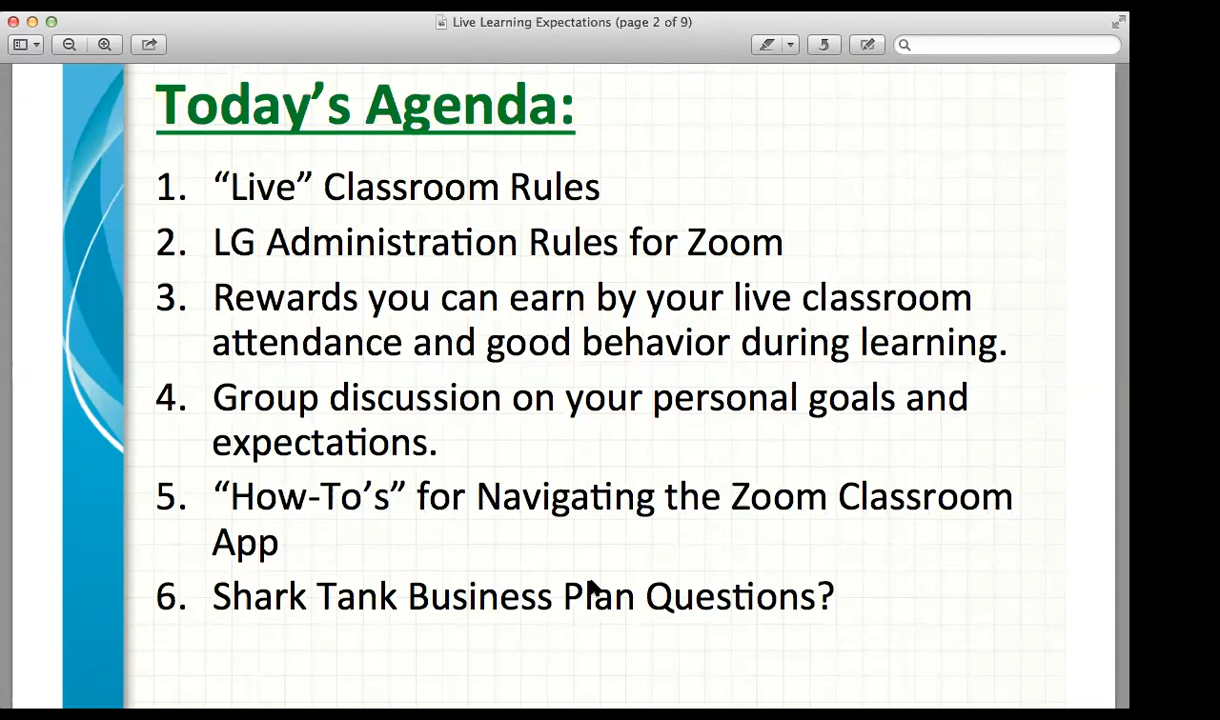 Live Learning Expectations (page 2 of 9)
Today’s Agenda:
1. “Live” Classroom Rules
2. LG Administration Rules for Zoom
3. Rewards you can earn by your live classroom
attendance and good behavior during learning.
4. Group discussion on your personal goals and
expectations.
5. “How-To’s” for Navigating the Zoom Classroom
App
6. Shark Tank Business Plan Questions?